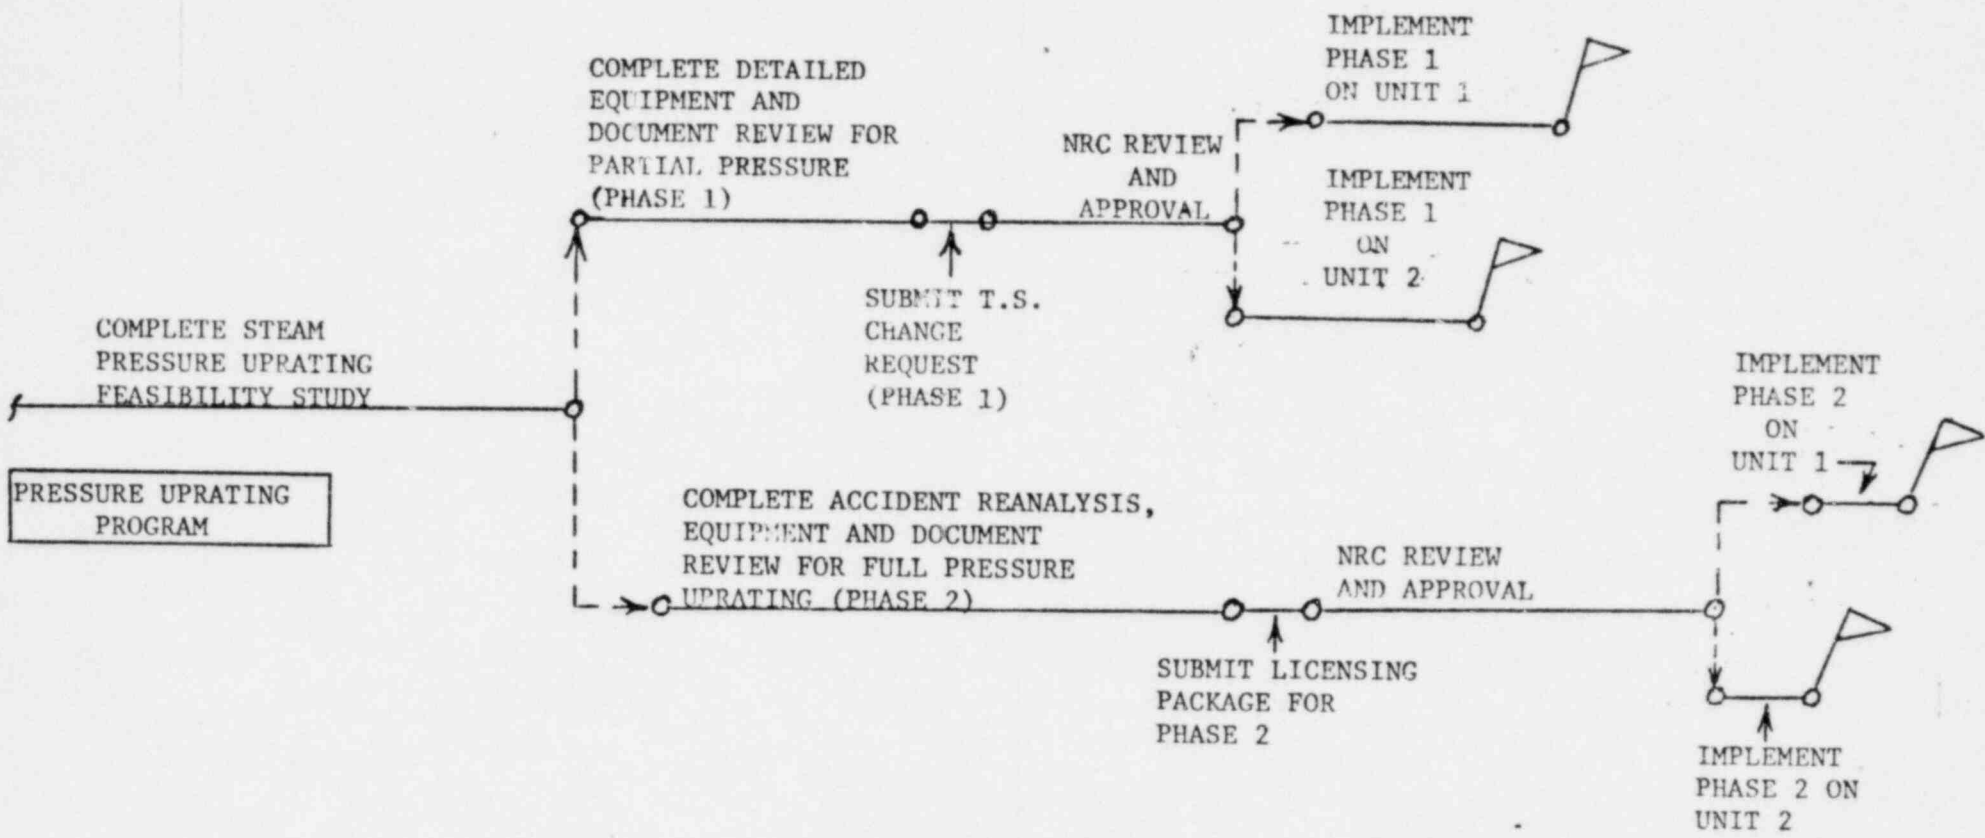 COMPLETE STEAM
PRESSURE UPRATING
FEASIBILITY STUDY
PRESSURE UPRATING
PROGRAM
COMPLETE DETAILED
EQUIPMENT AND
DOCUMENT REVIEW FOR
PARTIAL PRESSURE
(PHASE 1)
SUBMIT T.S.
CHANGE
REQUEST
(PHASE 1)
NRC REVIEW
AND
APPROVAL
IMPLEMENT
PHASE 1
ON UNIT 1
IMPLEMENT
PHASE 1
ON
UNIT 2
COMPLETE ACCIDENT REANALYSIS,
EQUIPMENT AND DOCUMENT
REVIEW FOR FULL PRESSURE
UPRATING (PHASE 2)
SUBMIT LICENSING
PACKAGE FOR
PHASE 2
NRC REVIEW
AND APPROVAL
IMPLEMENT
PHASE 2
ON
UNIT 1
IMPLEMENT
PHASE 2 ON
UNIT 2